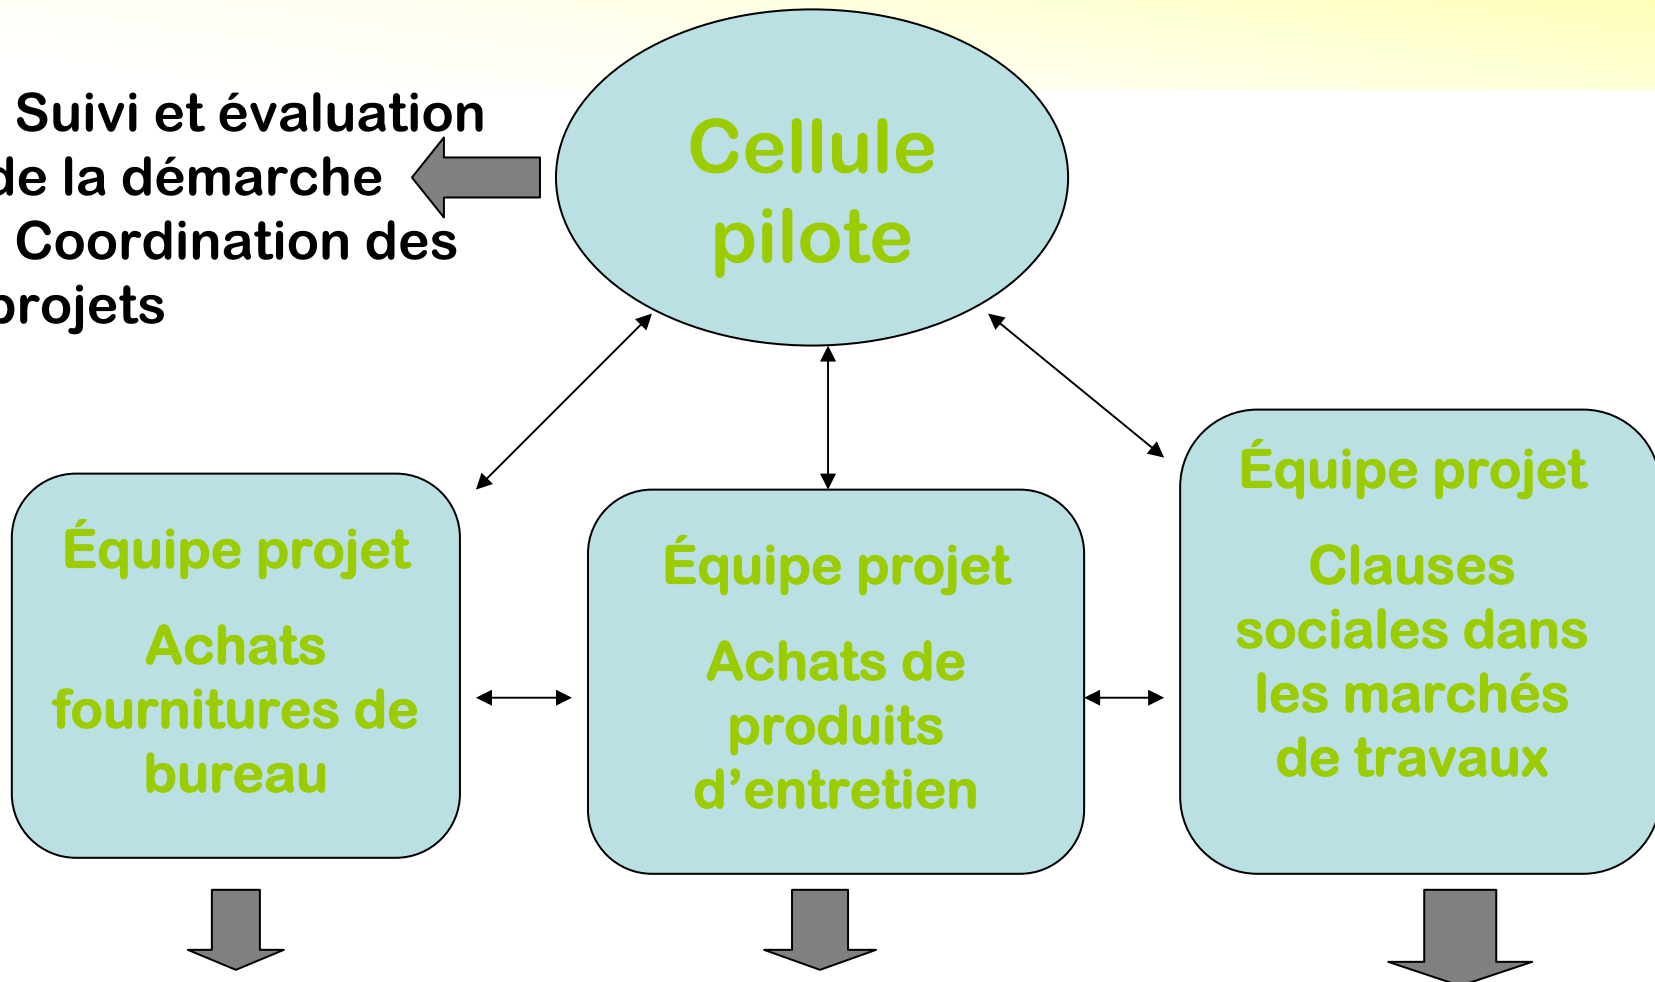 Suivi et évaluation
de la démarche
Coordination des
projets
Cellule
pilote
Équipe projet
Achats
fournitures de
bureau
Équipe projet
Achats de
produits
d’entretien
Équipe projet
Clauses
sociales dans
les marchés
de travaux